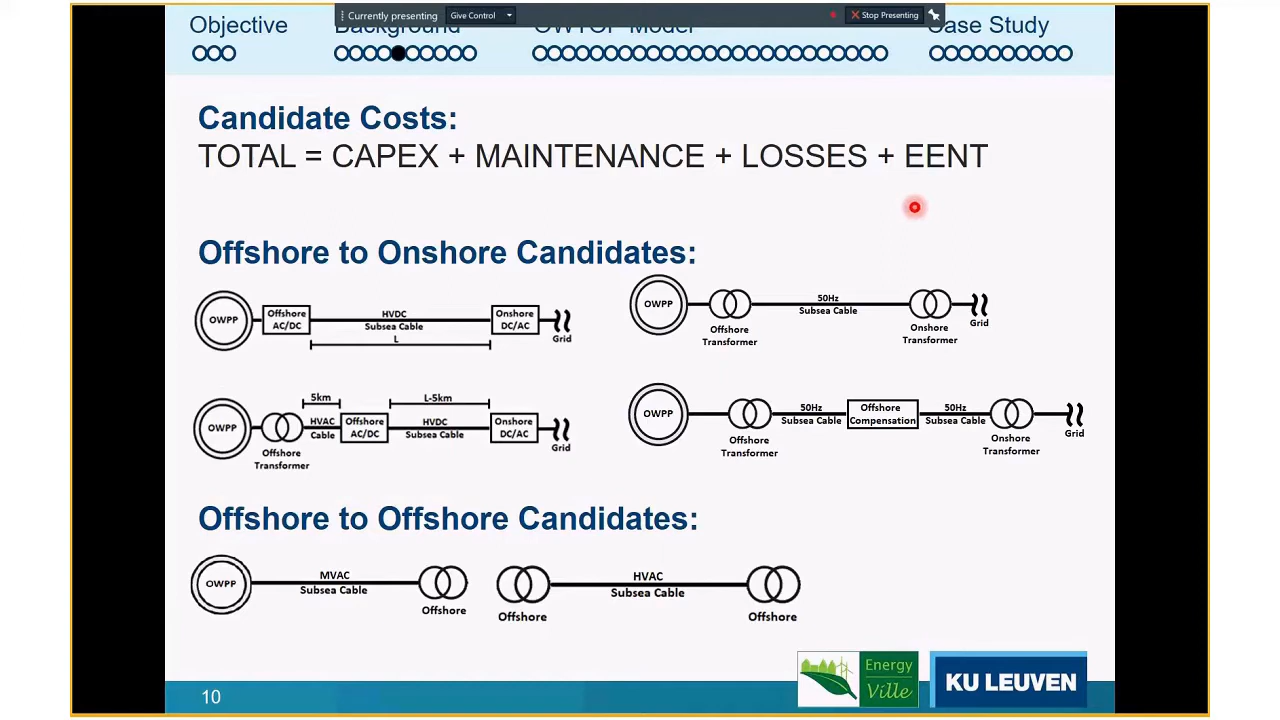 Currently presenting Give Control Stop Presenting
Objective Background OWTOP Model Case Study
Candidate Costs:
TOTAL = CAPEX + MAINTENANCE + LOSSES + EENT
Offshore to Onshore Candidates:
OWPP
Offshore
AC/DC
HVDC
Subsea Cable
L
Onshore
DC/AC
Grid
OWPP
Offshore
Transformer
50Hz
Subsea Cable
Onshore
Transformer
Grid
OWPP
Offshore
Transformer
5km
HVAC
Cable
Offshore
AC/DC
L-5km
HVDC
Subsea Cable
Onshore
DC/AC
Grid
OWPP
Offshore
Transformer
50Hz
Subsea Cable
Offshore
Compensation
50Hz
Subsea Cable
Onshore
Transformer
Grid
Offshore to Offshore Candidates:
OWPP
MVAC
Subsea Cable
Offshore
Offshore
HVAC
Subsea Cable
Offshore
10
Energy
Ville
KU LEUVEN